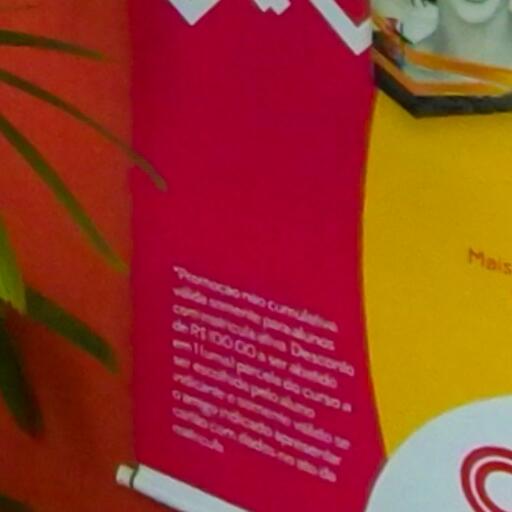 *Promoção não cumulativa
válida somente para alunos
com matrícula ativa. Desconto
de R$ 100,00 a ser abatido
em 1 (uma) parcela do curso a
ser escolhida pelo aluno
indicante e somente válido se
o amigo indicado apresentar
cartão com dados no ato da
matrícula
Mais